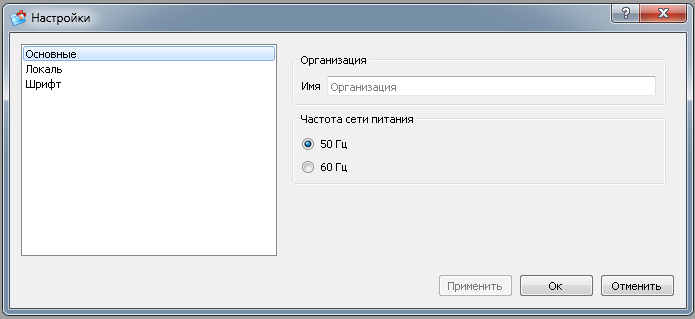 Настройки
Основные
Локаль
Шрифт
Организация
Имя Организация
Частота сети питания
50 Гц
60 Гц
Применить Ок Отменить